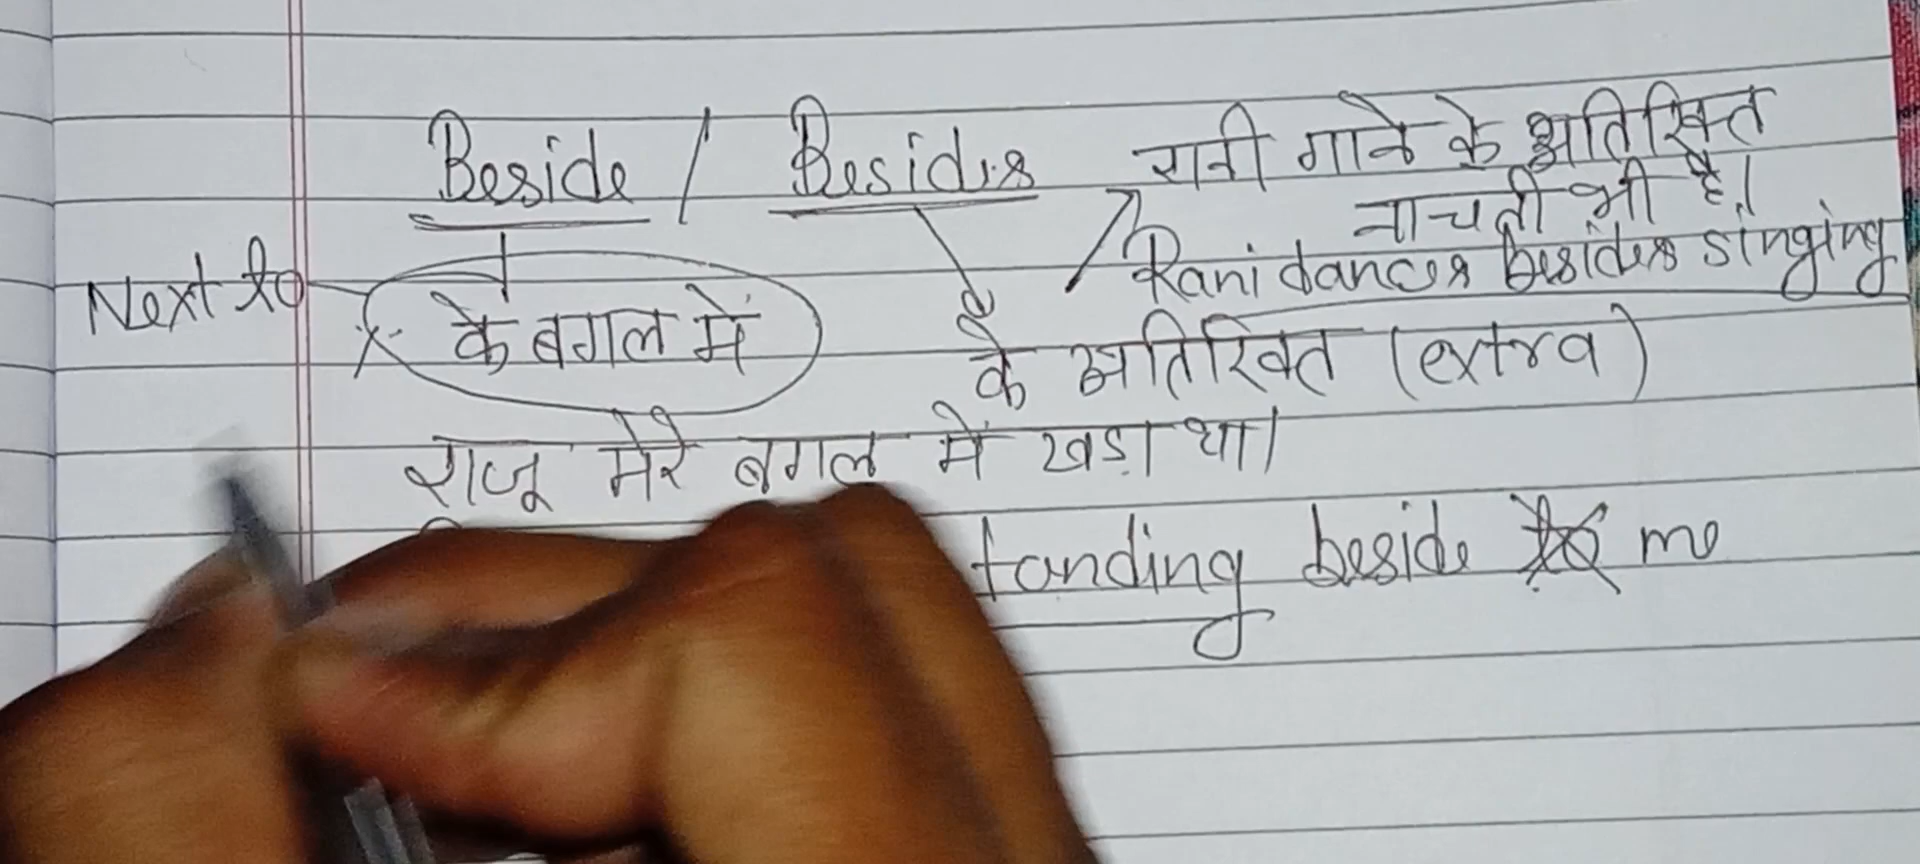 Beside / Besides
रानी गाने के अतिरिक्त
नाचती भी है।
Rani dances besides singing
Next to
के बगल में
के अतिरिक्त (extra)
राजू मेरे बगल में खड़ा था।
tanding beside me